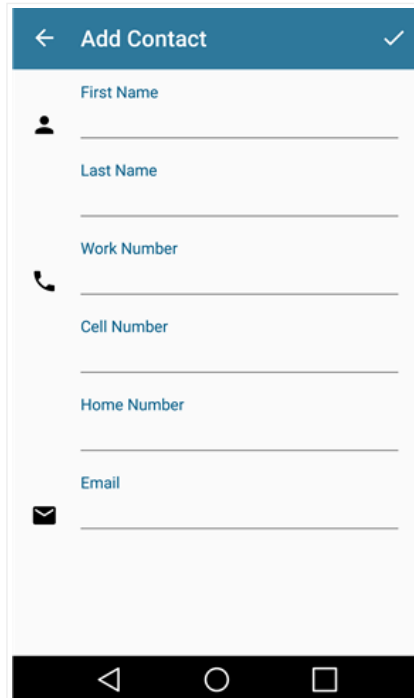 Add Contact
First Name
Last Name
Work Number
Cell Number
Home Number
Email